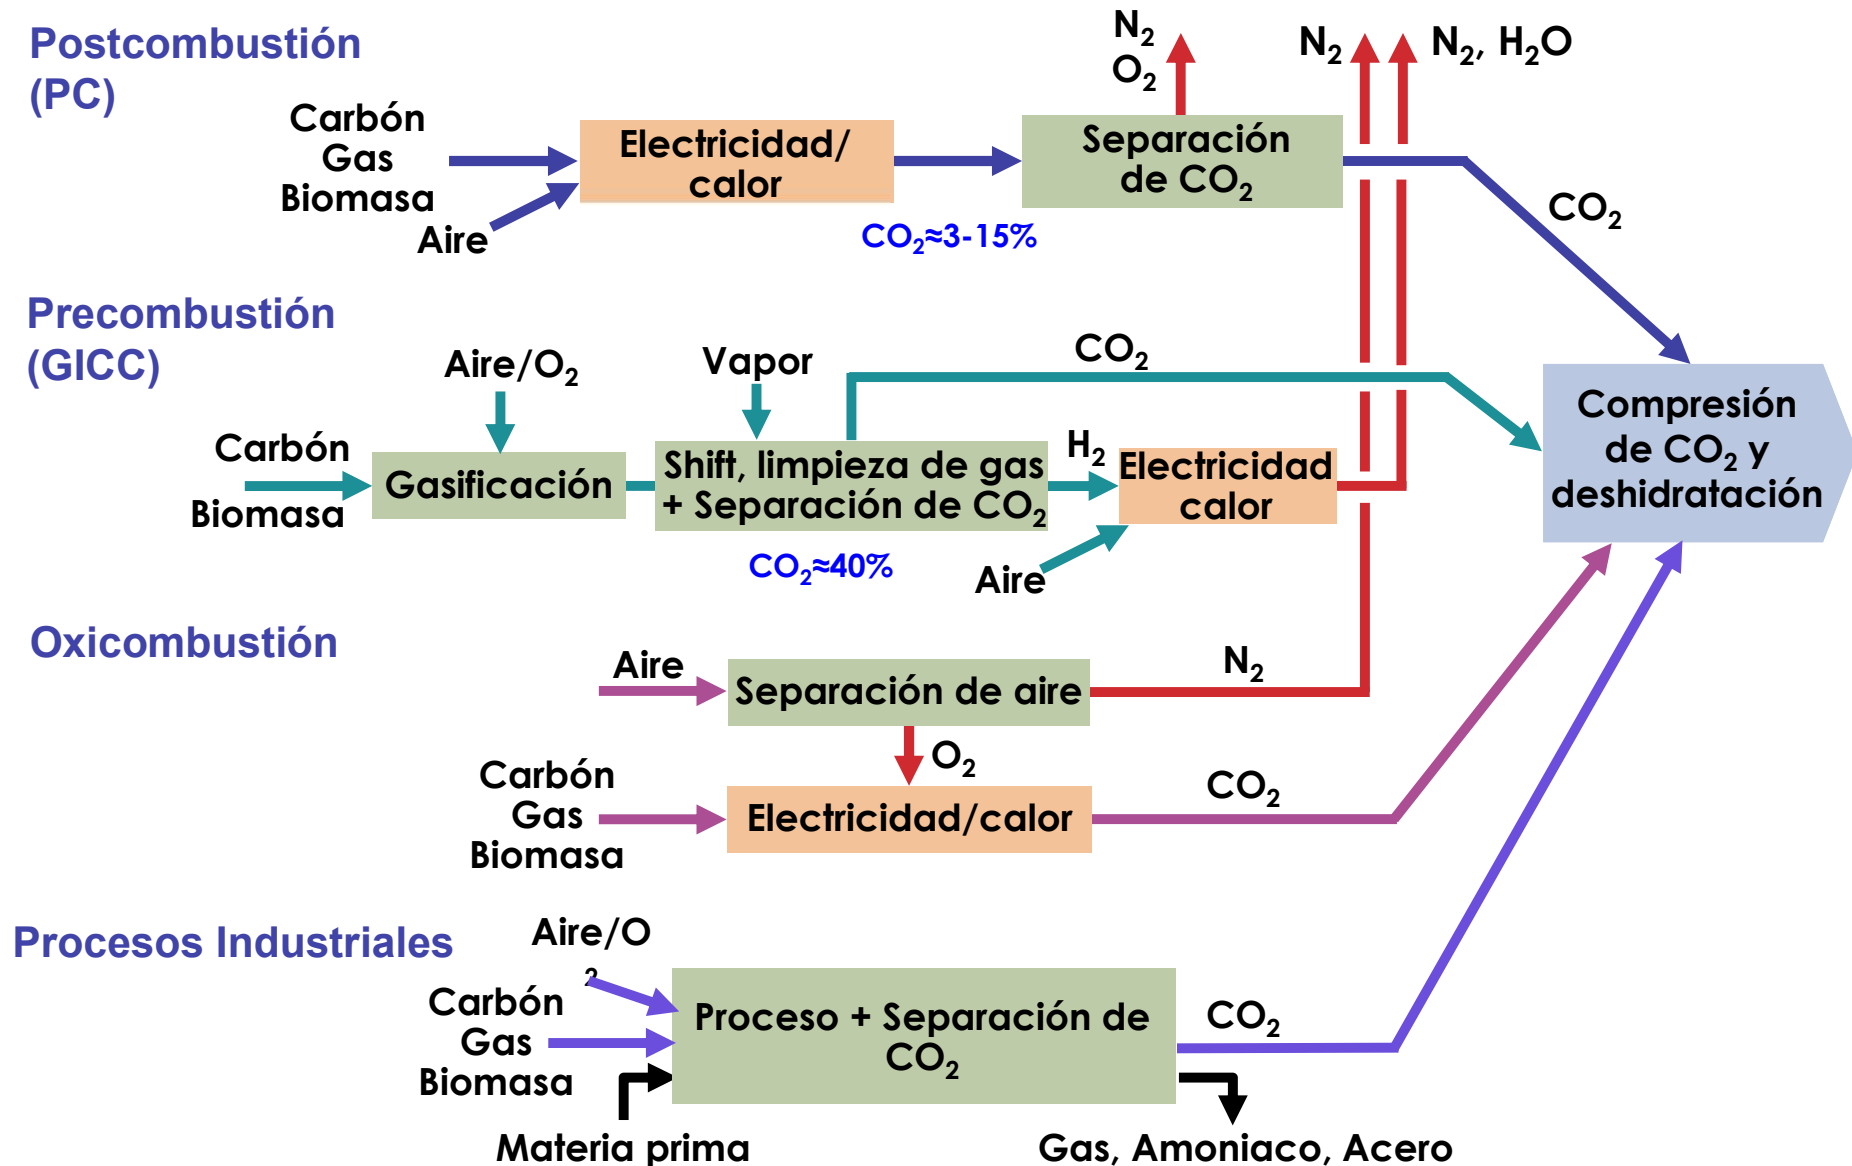 Postcombustión
(PC)
Carbón
Gas
Biomasa
Aire
Electricidad/
calor
CO₂≈3-15%
Separación
de CO₂
N₂
O₂
N₂
N₂, H₂O
CO₂
Precombustión
(GICC)
Aire/O₂
Vapor
CO₂
Carbón
Biomasa
Gasificación
Shift, limpieza de gas
+ Separación de CO₂
CO₂≈40%
H₂
Electricidad
calor
Aire
Compresión
de CO₂ y
deshidratación
Oxicombustión
Aire
Separación de aire
N₂
O₂
Carbón
Gas
Biomasa
Electricidad/calor
CO₂
Procesos Industriales
Aire/O
2
Carbón
Gas
Biomasa
Proceso + Separación de
CO₂
CO₂
Materia prima
Gas, Amoniaco, Acero